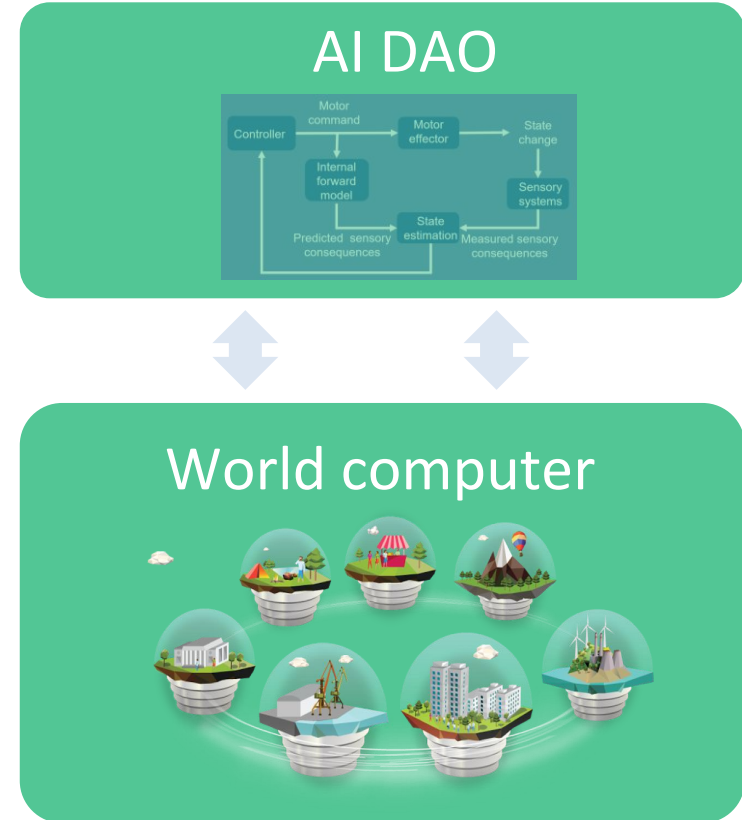 AI DAO
Motor
command
Controller
Motor
effector
State
change
Internal
forward
model
Sensory
systems
State
estimation
Predicted sensory
consequences
Measured sensory
consequences
World computer